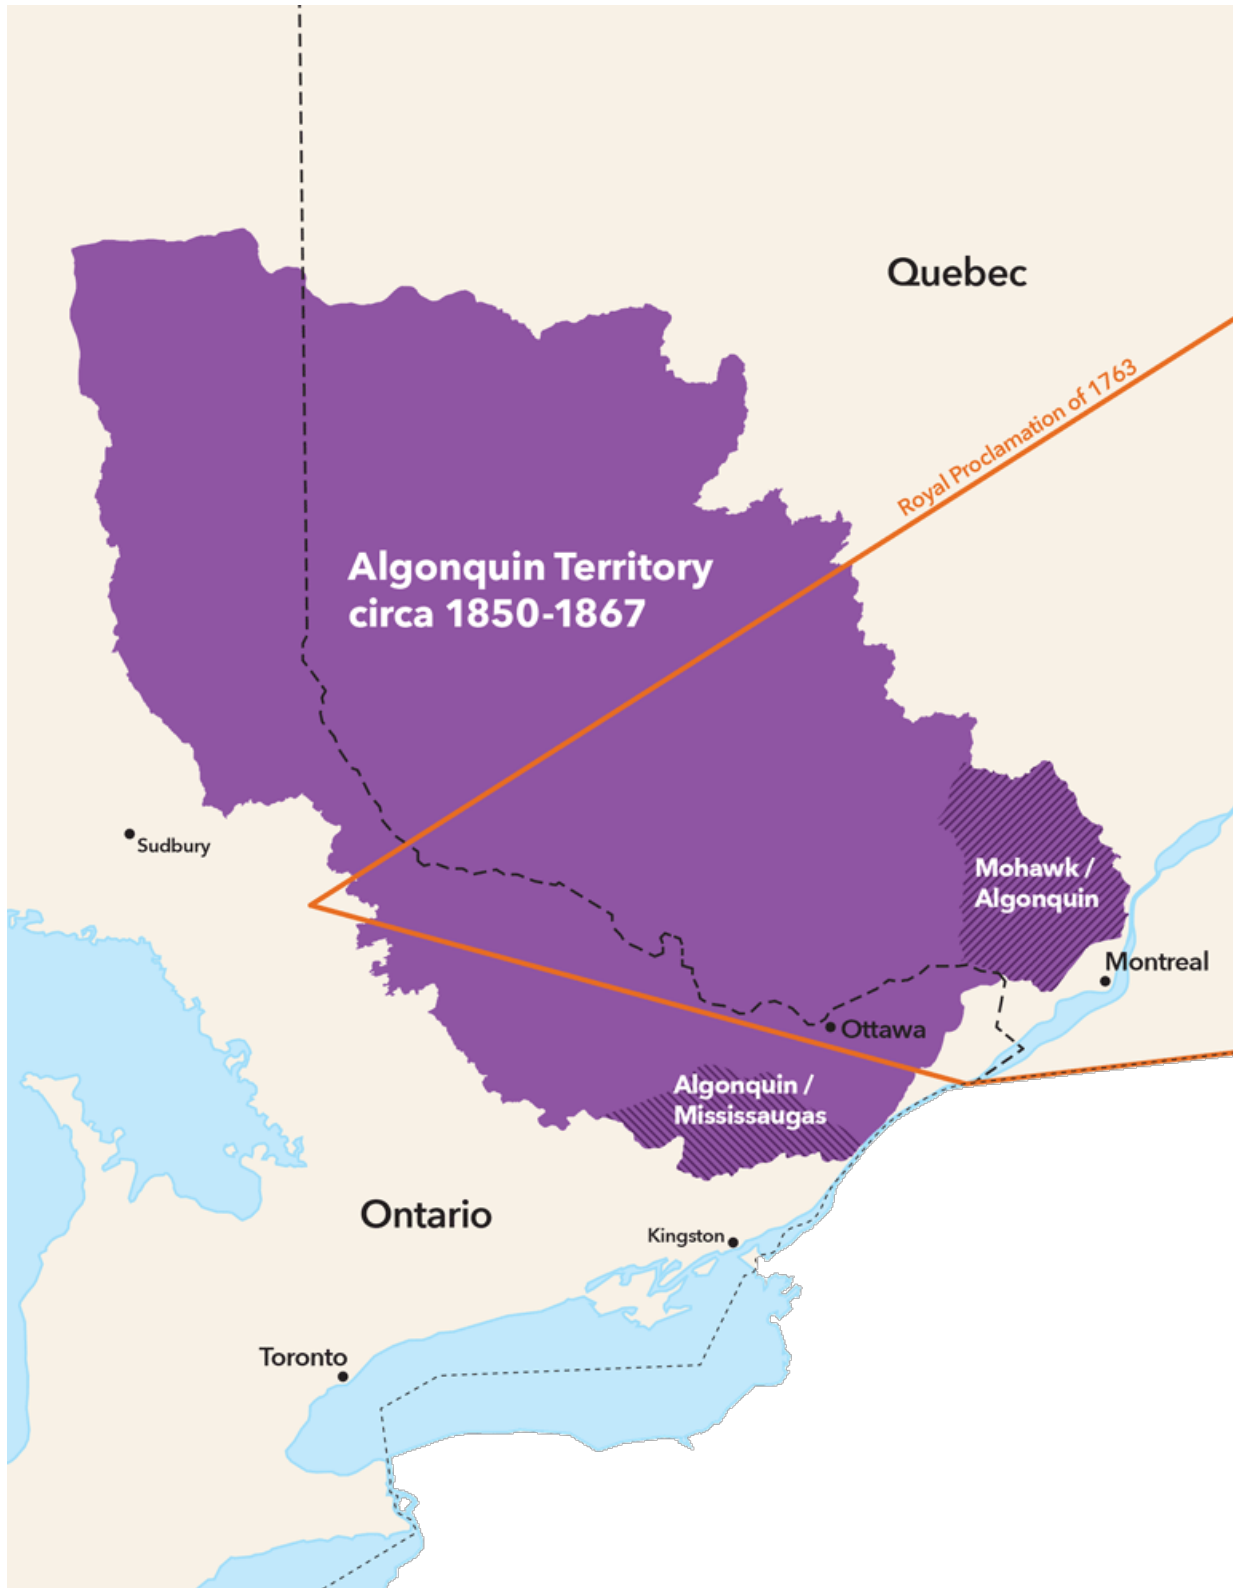 Quebec
Royal Proclamation of 1763
Algonquin Territory
circa 1850-1867
Sudbury
Mohawk /
Algonquin
Montreal
Ottawa
Algonquin /
Mississaugas
Ontario
Kingston
Toronto